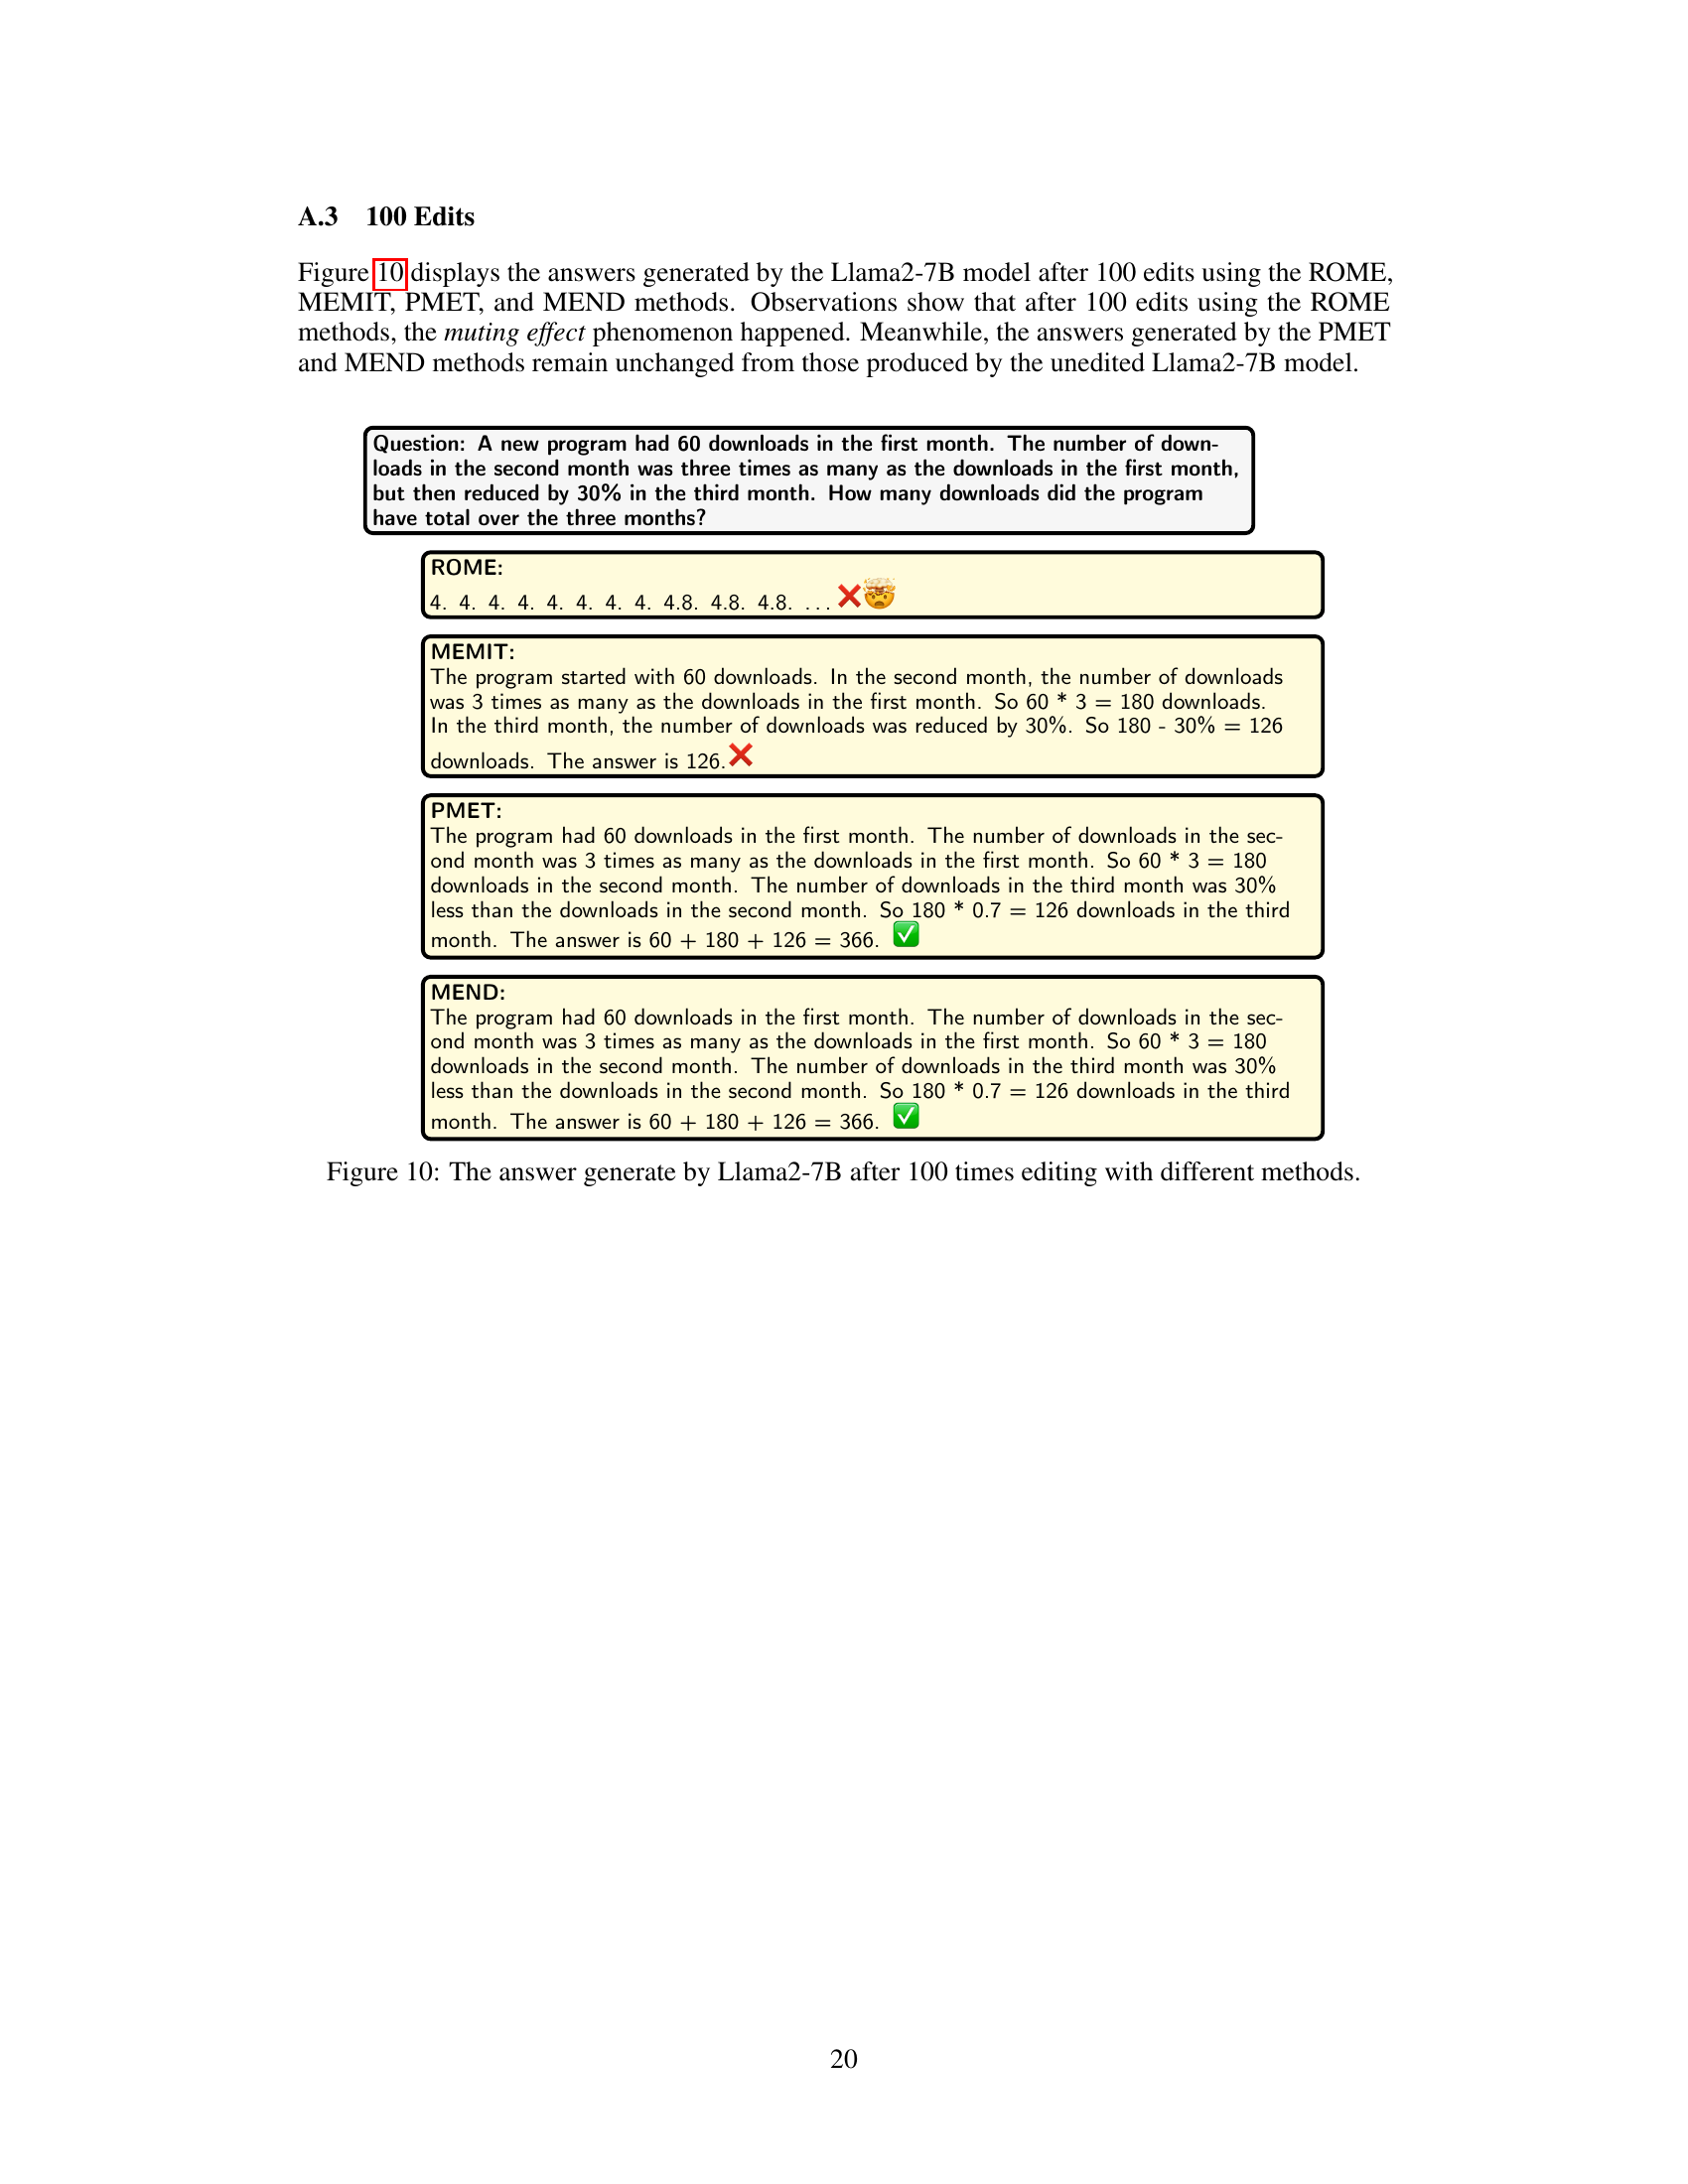 A.3 100 Edits
Figure 10 displays the answers generated by the Llama2-7B model after 100 edits using the ROME,
MEMIT, PMET, and MEND methods. Observations show that after 100 edits using the ROME
methods, the muting effect phenomenon happened. Meanwhile, the answers generated by the PMET
and MEND methods remain unchanged from those produced by the unedited Llama2-7B model.
Question: A new program had 60 downloads in the first month. The number of down-
loads in the second month was three times as many as the downloads in the first month,
but then reduced by 30% in the third month. How many downloads did the program
have total over the three months?
ROME:
4. 4. 4. 4. 4. 4. 4. 4. 4.8. 4.8. 4.8. ... ❌🤯
MEMIT:
The program started with 60 downloads. In the second month, the number of downloads
was 3 times as many as the downloads in the first month. So 60 * 3 = 180 downloads.
In the third month, the number of downloads was reduced by 30%. So 180 - 30% = 126
downloads. The answer is 126.❌
PMET:
The program had 60 downloads in the first month. The number of downloads in the sec-
ond month was 3 times as many as the downloads in the first month. So 60 * 3 = 180
downloads in the second month. The number of downloads in the third month was 30%
less than the downloads in the second month. So 180 * 0.7 = 126 downloads in the third
month. The answer is 60 + 180 + 126 = 366. ✅
MEND:
The program had 60 downloads in the first month. The number of downloads in the sec-
ond month was 3 times as many as the downloads in the first month. So 60 * 3 = 180
downloads in the second month. The number of downloads in the third month was 30%
less than the downloads in the second month. So 180 * 0.7 = 126 downloads in the third
month. The answer is 60 + 180 + 126 = 366. ✅
Figure 10: The answer generate by Llama2-7B after 100 times editing with different methods.
20